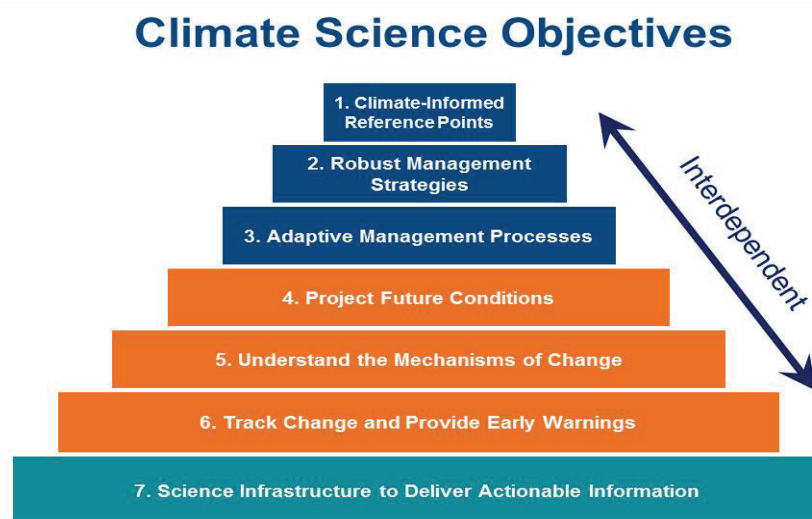 Climate Science Objectives
1. Climate-Informed
Reference Points
2. Robust Management
Strategies
3. Adaptive Management Processes
4. Project Future Conditions
5. Understand the Mechanisms of Change
6. Track Change and Provide Early Warnings
7. Science Infrastructure to Deliver Actionable Information
Interdependent